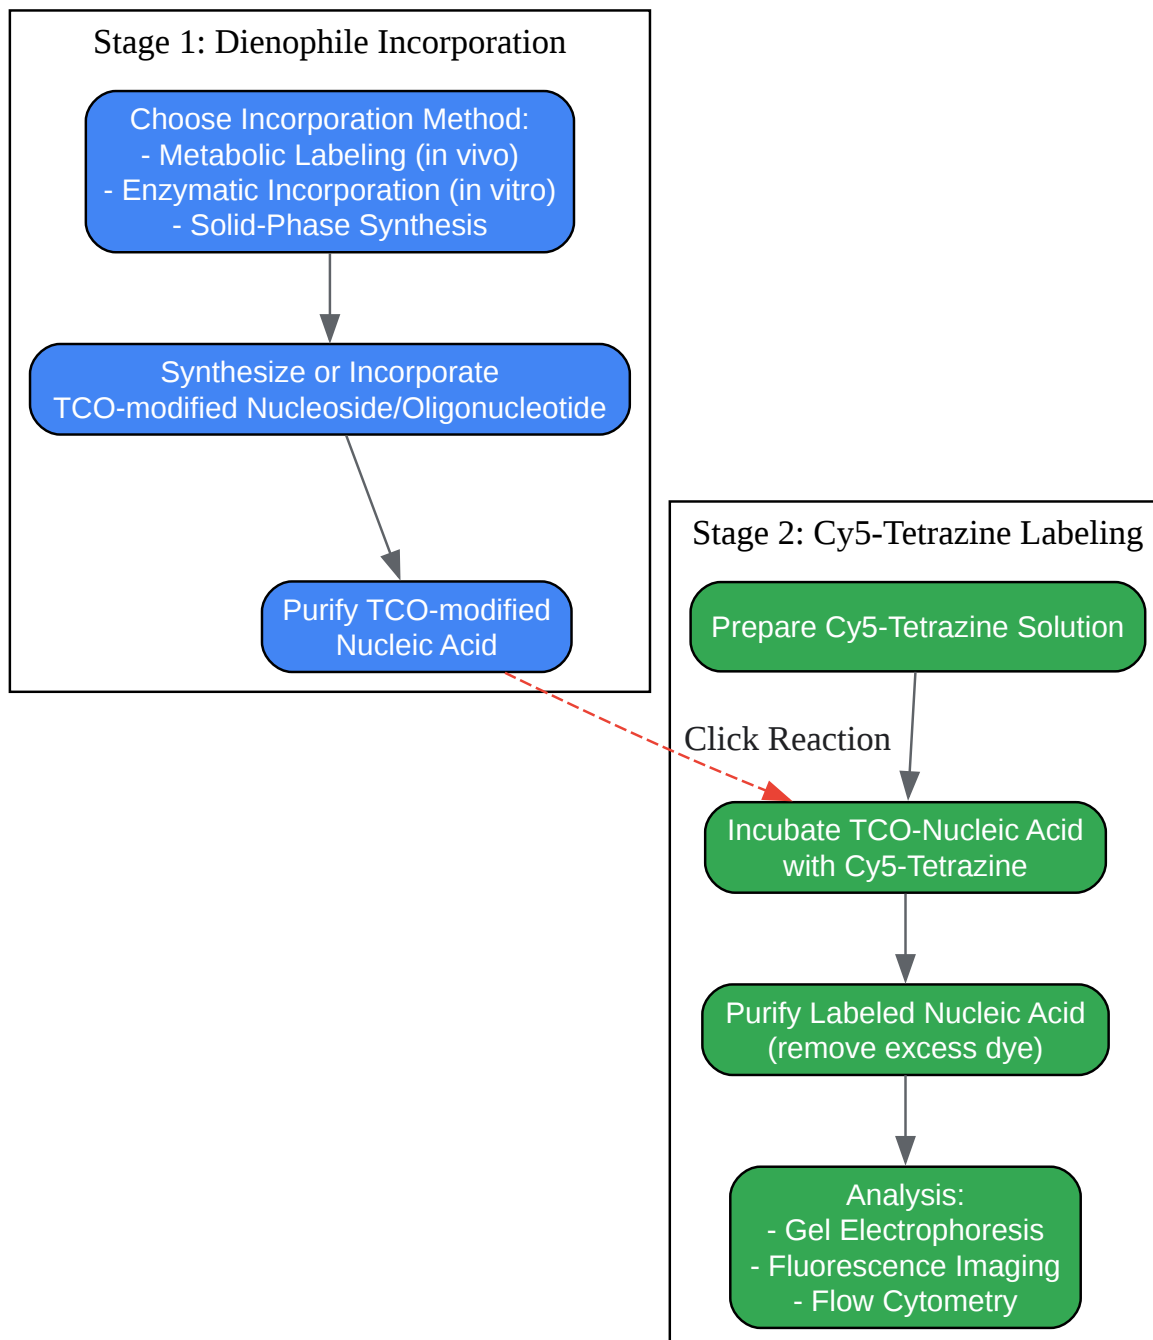 Stage 1: Dienophile Incorporation
Choose Incorporation Method:
- Metabolic Labeling (in vivo)
- Enzymatic Incorporation (in vitro)
- Solid-Phase Synthesis
Synthesize or Incorporate
TCO-modified Nucleoside/Oligonucleotide
Purify TCO-modified
Nucleic Acid
Stage 2: Cy5-Tetrazine Labeling
Prepare Cy5-Tetrazine Solution
Click Reaction
Incubate TCO-Nucleic Acid
with Cy5-Tetrazine
Purify Labeled Nucleic Acid
(remove excess dye)
Analysis:
- Gel Electrophoresis
- Fluorescence Imaging
- Flow Cytometry